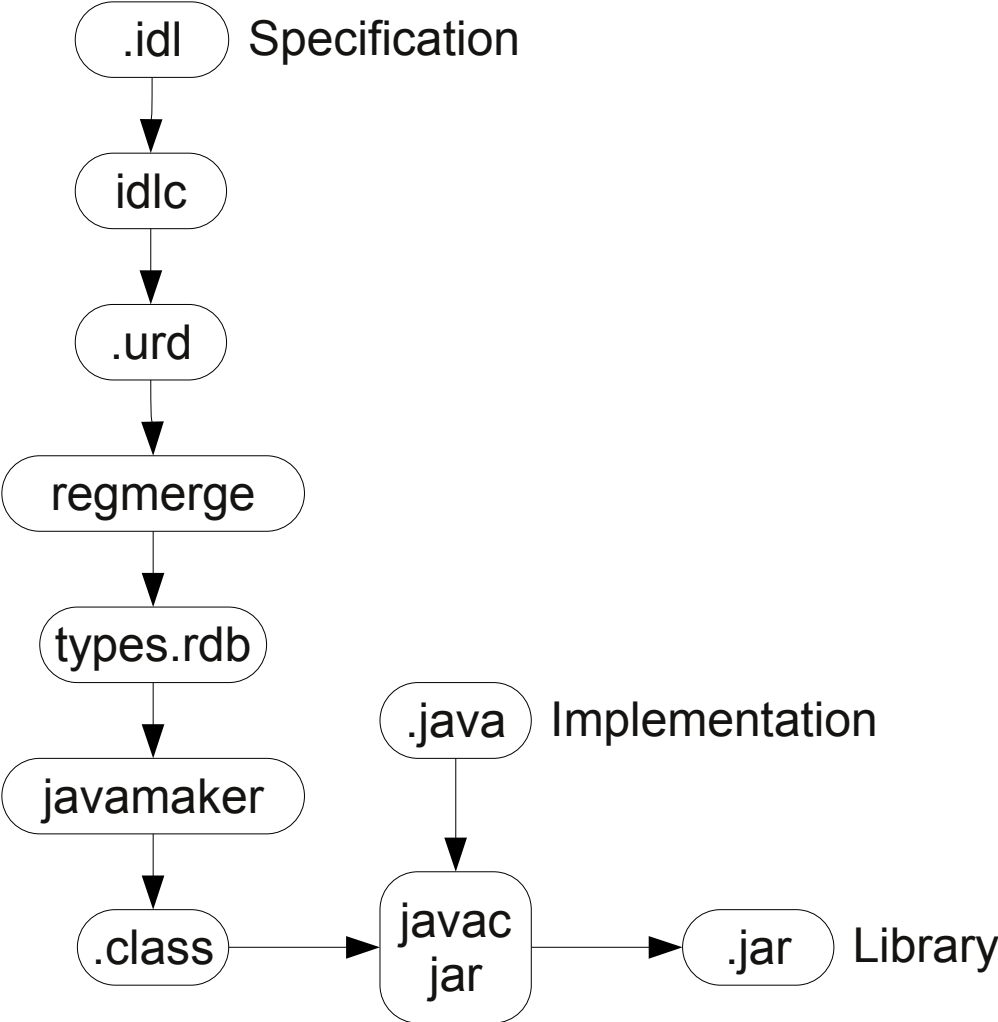 .idl Specification
idlc
.urd
regmerge
types.rdb
.java Implementation
javamaker
javac
.class
.jar Library
jar